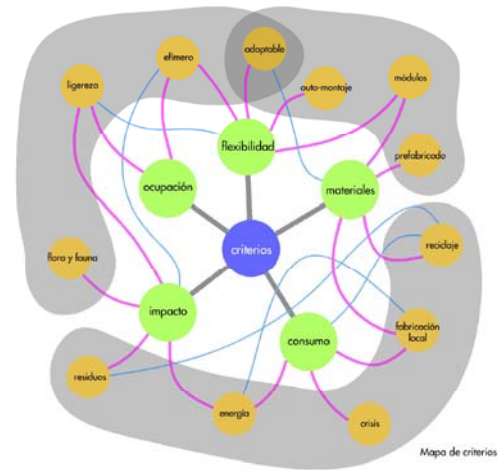 adaptable
efímero
ligereza
auto-montaje
módulos
flexibilidad
prefabricado
ocupación
materiales
criterios
reciclaje
flora y fauna
impacto
fabricación
local
consumo
residuos
energía
crisis
Mapa de criterios